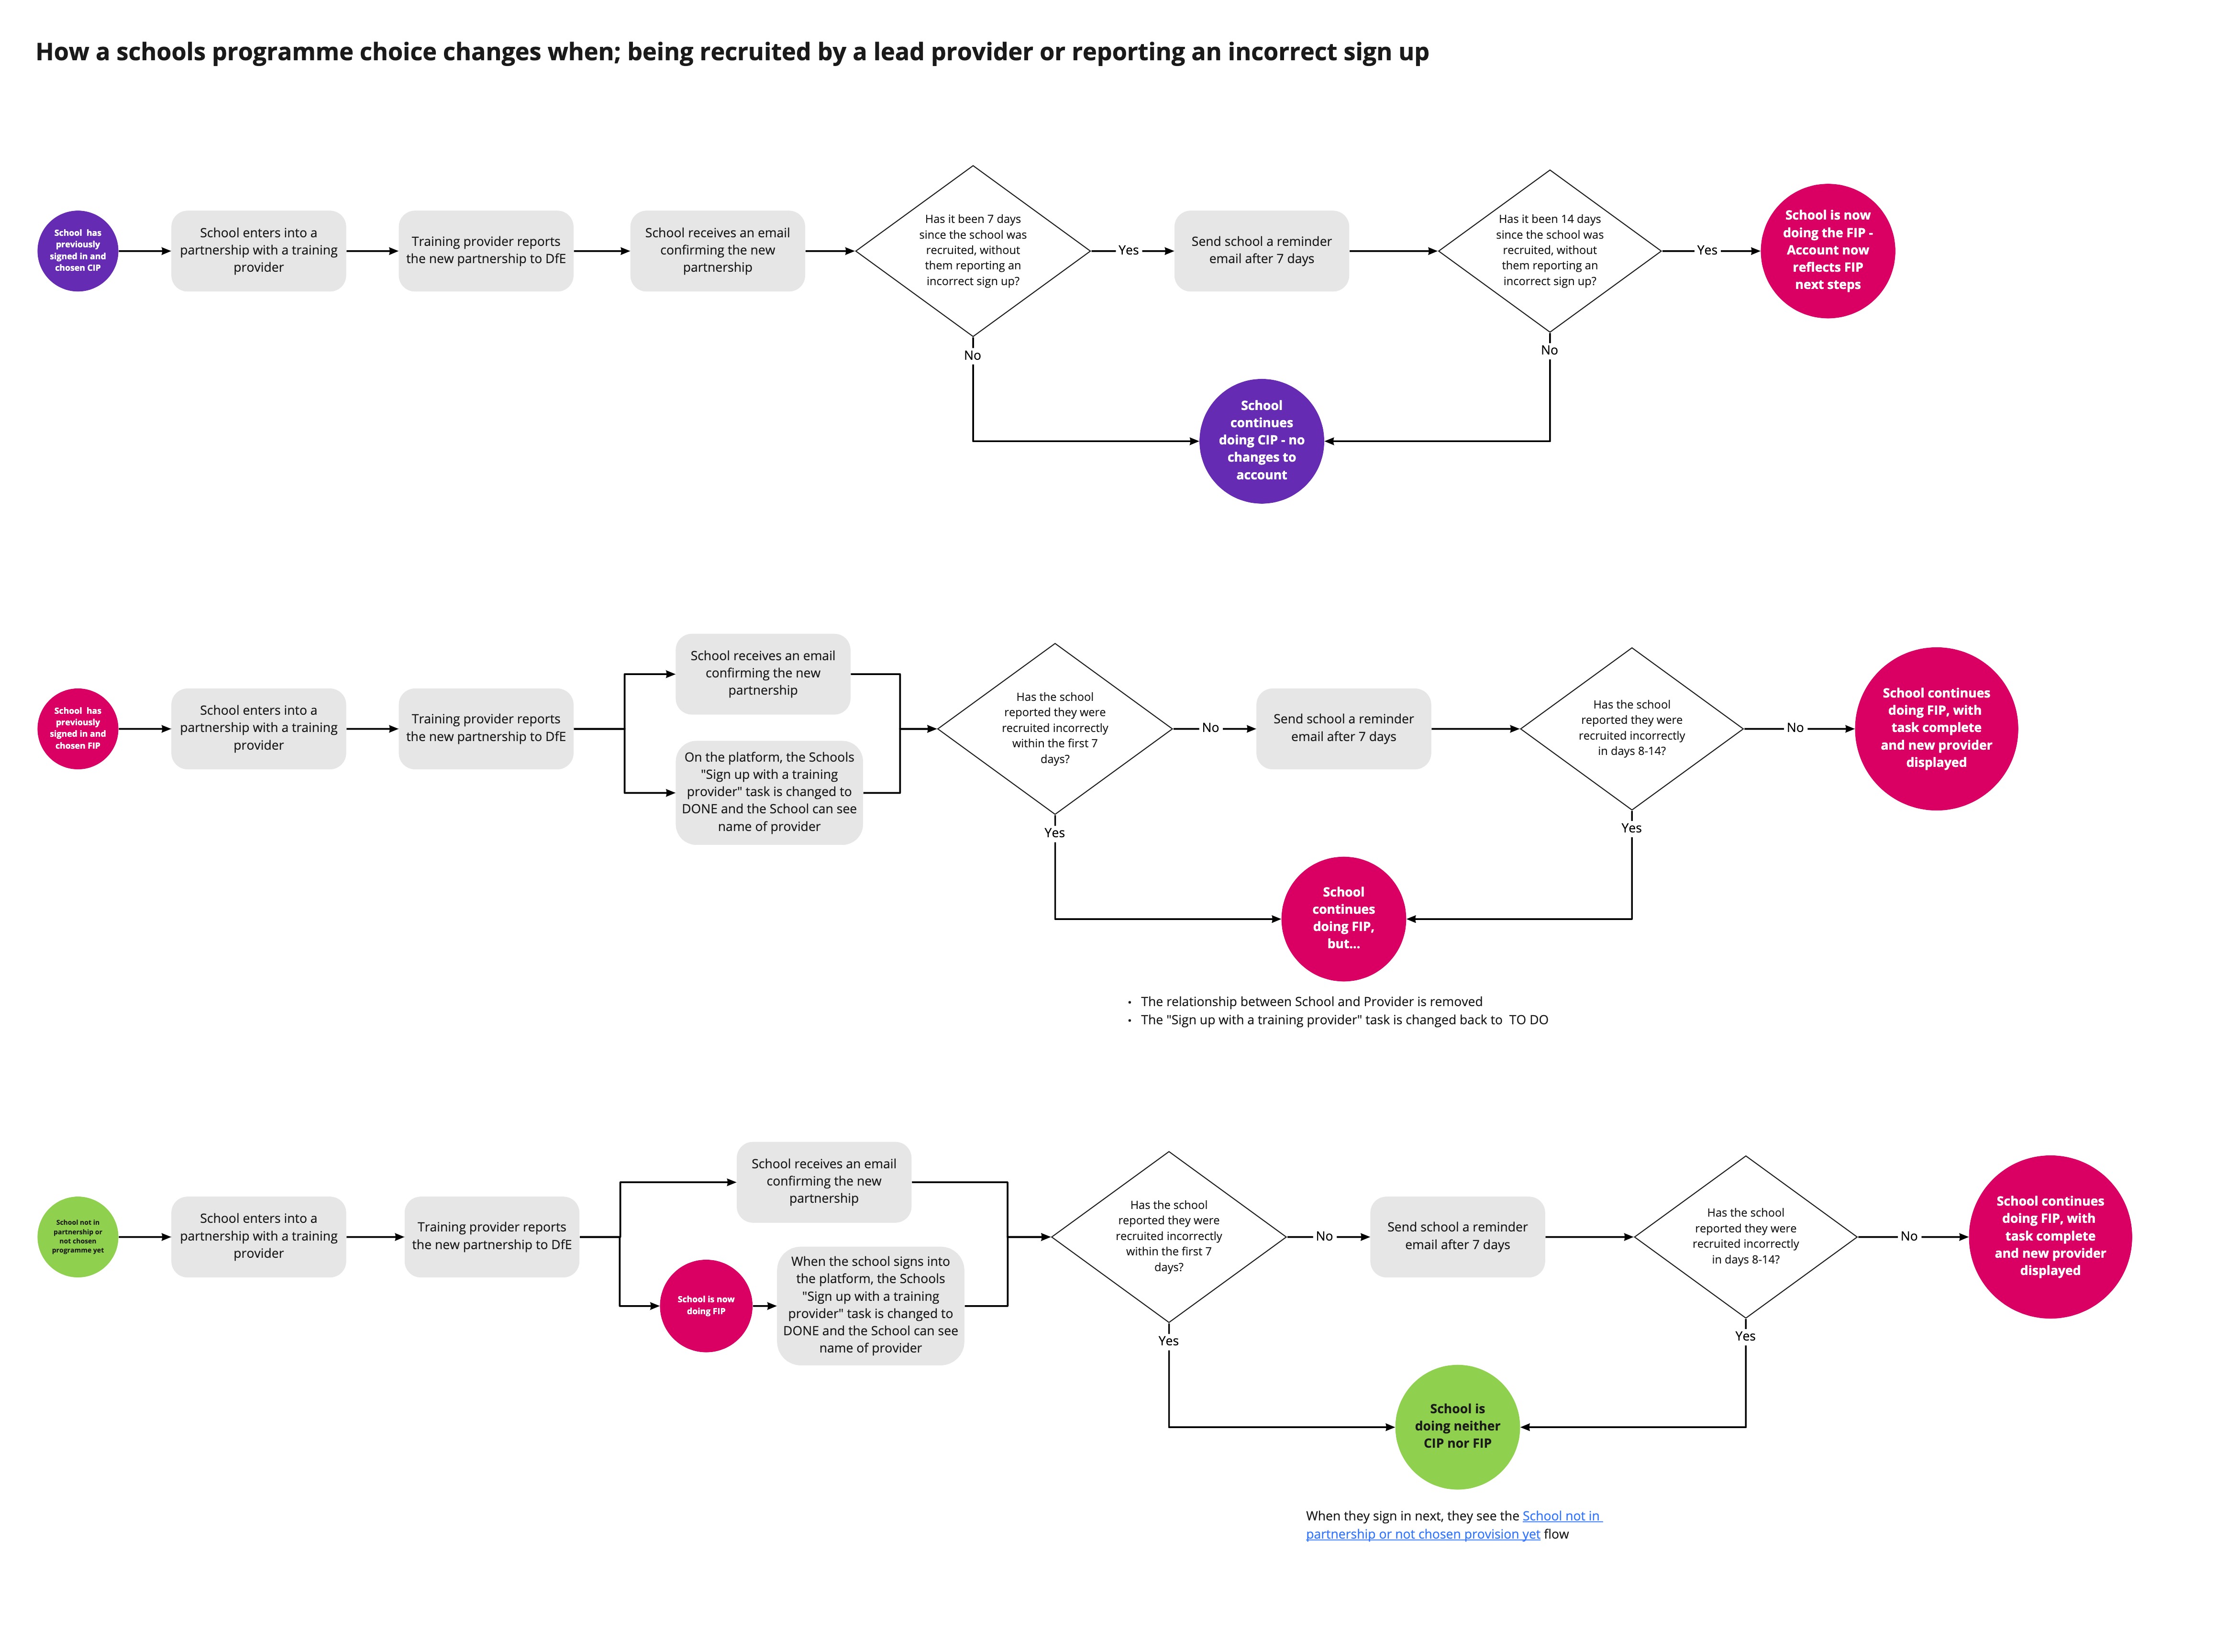 How a schools programme choice changes when; being recruited by a lead provider or reporting an incorrect sign up
School has
previously
signed in and
chosen CIP
School enters into a
partnership with a training
provider
Training provider reports
the new partnership to DfE
School receives an email
confirming the new
partnership
Has it been 7 days
since the school was
recruited, without
them reporting an
incorrect sign up?
Yes
No
Send school a reminder
email after 7 days
Has it been 14 days
since the school was
recruited, without
them reporting an
incorrect sign up?
Yes
No
School is now
doing the FIP -
Account now
reflects FIP
next steps
School
continues
doing CIP - no
changes to
account
School has
previously
signed in and
chosen FIP
School enters into a
partnership with a training
provider
Training provider reports
the new partnership to DfE
School receives an email
confirming the new
partnership
On the platform, the Schools
"Sign up with a training
provider" task is changed to
DONE and the School can see
name of provider
Has the school
reported they were
recruited incorrectly
within the first 7
days?
No
Yes
Send school a reminder
email after 7 days
Has the school
reported they were
recruited incorrectly
in days 8-14?
No
Yes
School continues
doing FIP, with
task complete
and new provider
displayed
School
continues
doing FIP,
but...
• The relationship between School and Provider is removed
• The "Sign up with a training provider" task is changed back to TO DO
School not in
partnership or
not chosen
programme yet
School enters into a
partnership with a training
provider
Training provider reports
the new partnership to DfE
School receives an email
confirming the new
partnership
School is now
doing FIP
When the school signs into
the platform, the Schools
"Sign up with a training
provider" task is changed to
DONE and the School can see
name of provider
Has the school
reported they were
recruited incorrectly
within the first 7
days?
No
Yes
Send school a reminder
email after 7 days
Has the school
reported they were
recruited incorrectly
in days 8-14?
No
Yes
School continues
doing FIP, with
task complete
and new provider
displayed
School is
doing neither
CIP nor FIP
When they sign in next, they see the School not in
partnership or not chosen provision yet flow